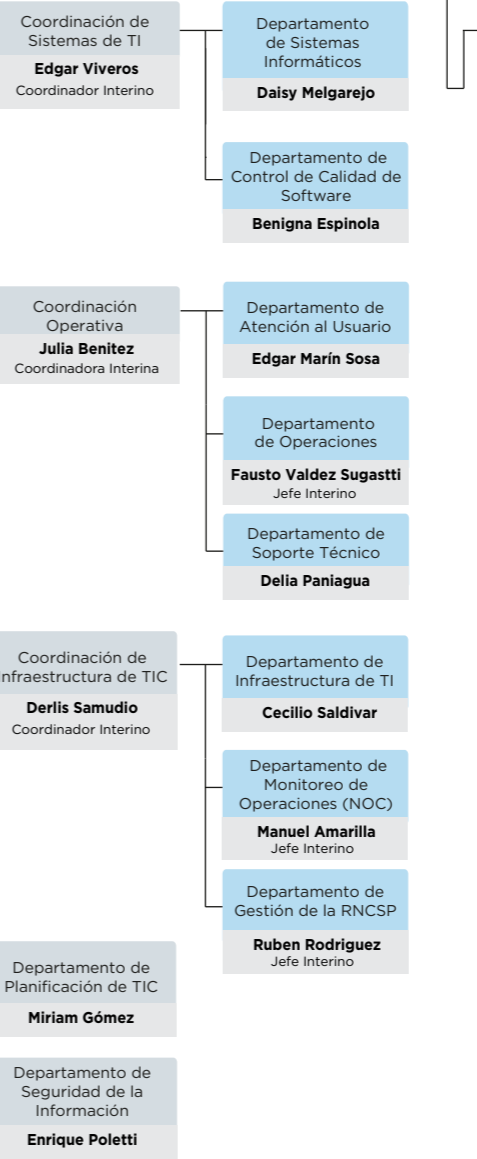 Coordinación de
Sistemas de TI
Edgar Viveros
Coordinador Interino
Departamento
de Sistemas
Informáticos
Daisy Melgarejo
Departamento de
Control de Calidad de
Software
Benigna Espinola
Coordinación
Operativa
Julia Benitez
Coordinadora Interina
Departamento de
Atención al Usuario
Edgar Marín Sosa
Departamento
de Operaciones
Fausto Valdez Sugastti
Jefe Interino
Departamento de
Soporte Técnico
Delia Paniagua
Coordinación de
Infraestructura de TIC
Derlis Samudio
Coordinador Interino
Departamento de
Infraestructura de TI
Cecilio Saldivar
Departamento de
Monitoreo de
Operaciones (NOC)
Manuel Amarilla
Jefe Interino
Departamento de
Gestión de la RNCSP
Ruben Rodriguez
Jefe Interino
Departamento de
Planificación de TIC
Miriam Gómez
Departamento de
Seguridad de la
Información
Enrique Poletti